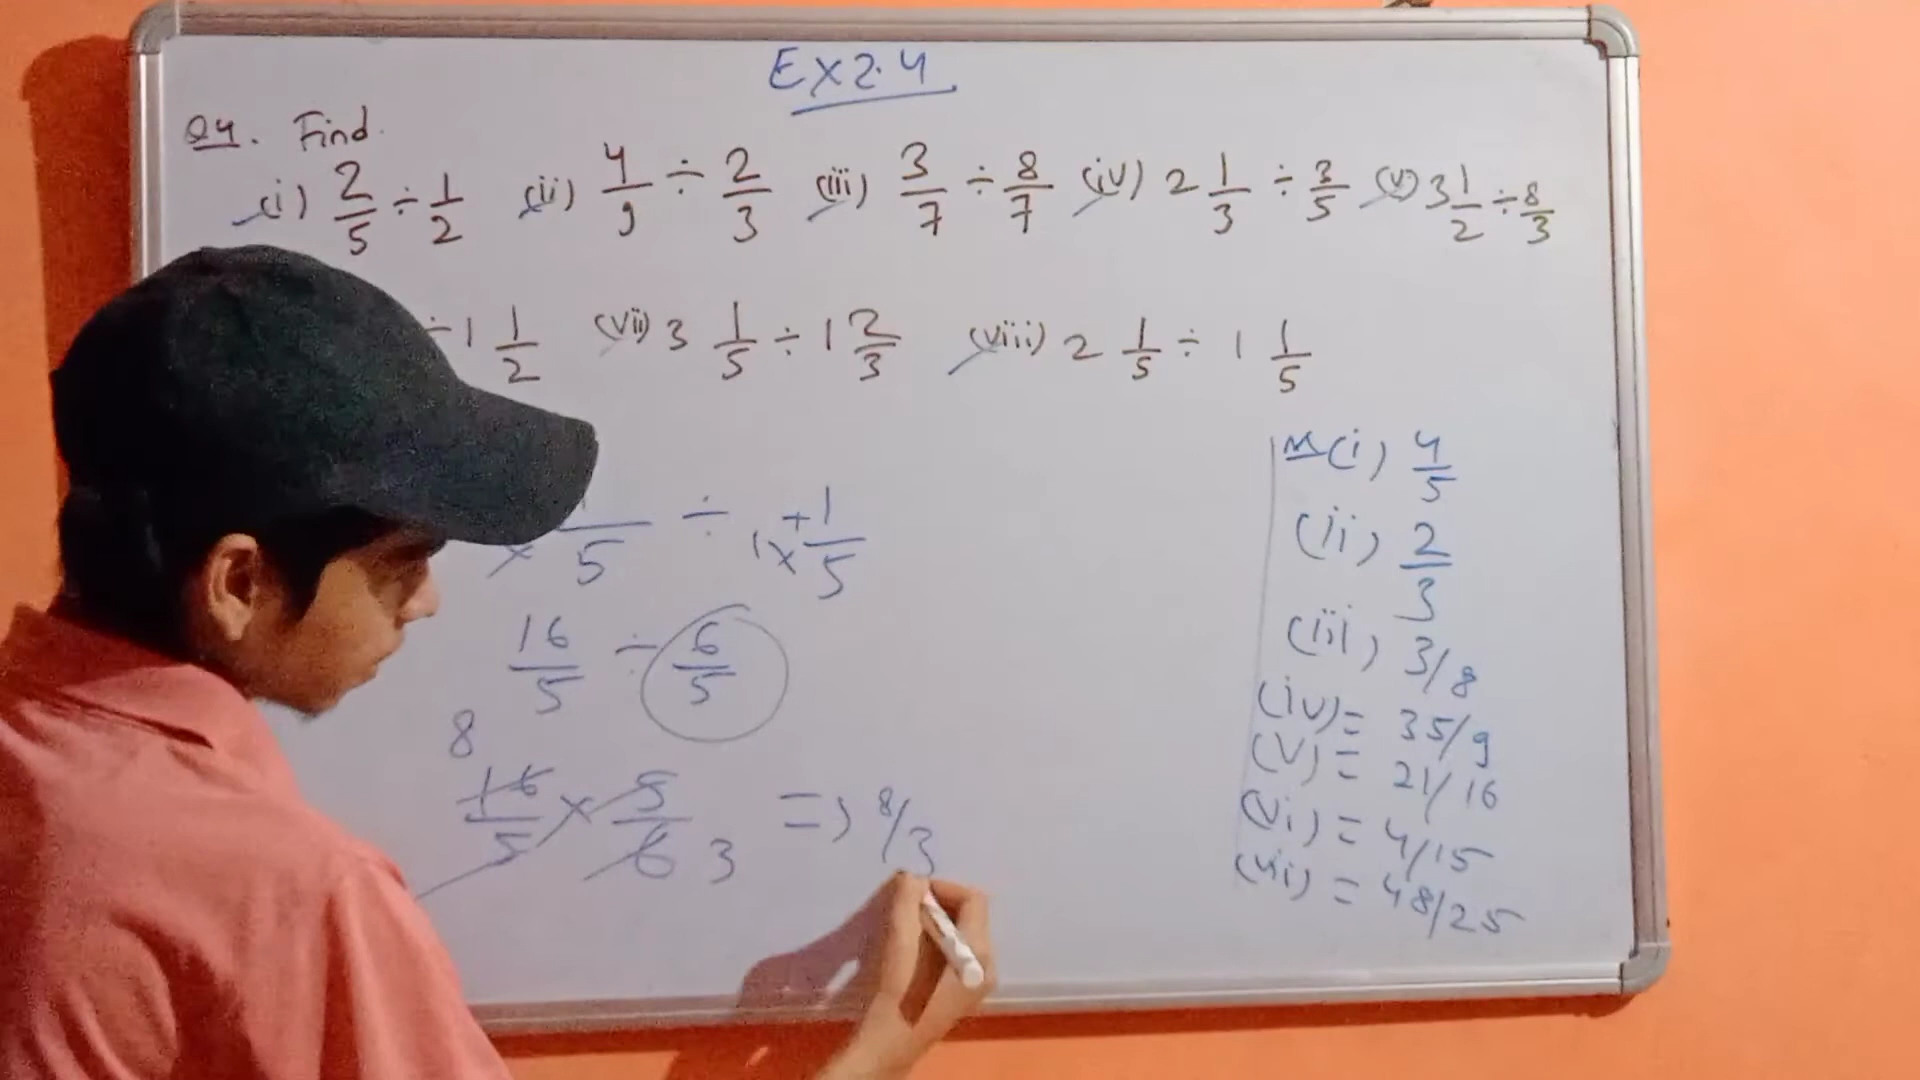 Ex 2.4
Q4. Find.
(i) 2/5 ÷ 1/2 (ii) 4/9 ÷ 2/3 (iii) 3/7 ÷ 8/7 (iv) 2 1/3 ÷ 3/5 (v) 3 1/2 ÷ 8/3
÷ 1 1/2 (vii) 3 1/5 ÷ 1 2/3 (viii) 2 1/5 ÷ 1 1/5
× 1/5 ÷ 1 +× 1/5
16/5 ÷ 6/5
8
16/5 × 5/6 3 => 8/3
(i) 4/5
(ii) 2/3
(iii) 3/8
(iv) = 35/9
(v) = 21/16
(vi) = 4/15
(vii) = 48/25